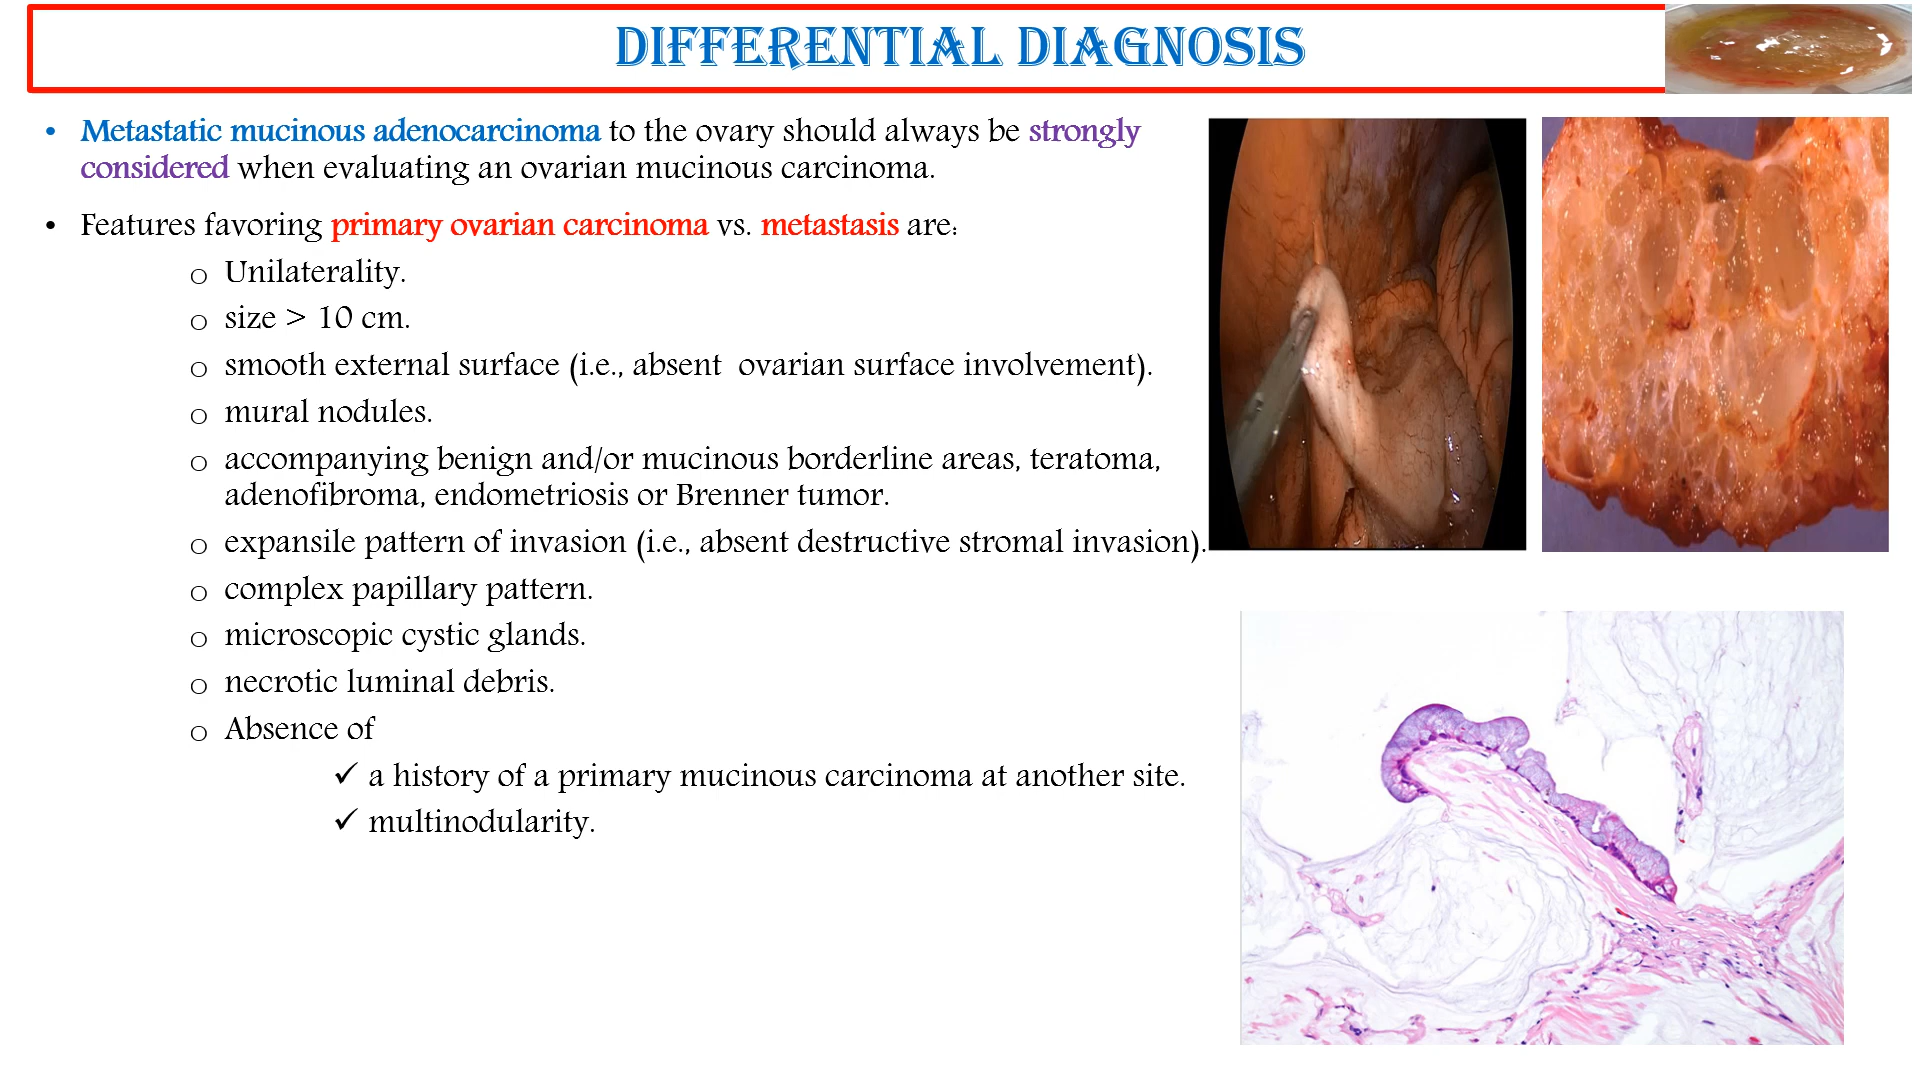 DIFFERENTIAL DIAGNOSIS
• Metastatic mucinous adenocarcinoma to the ovary should always be strongly
considered when evaluating an ovarian mucinous carcinoma.
• Features favoring primary ovarian carcinoma vs. metastasis are:
o Unilaterality.
o size > 10 cm.
o smooth external surface (i.e., absent ovarian surface involvement).
o mural nodules.
o accompanying benign and/or mucinous borderline areas, teratoma,
adenofibroma, endometriosis or Brenner tumor.
o expansile pattern of invasion (i.e., absent destructive stromal invasion).
o complex papillary pattern.
o microscopic cystic glands.
o necrotic luminal debris.
o Absence of
✓ a history of a primary mucinous carcinoma at another site.
✓ multinodularity.